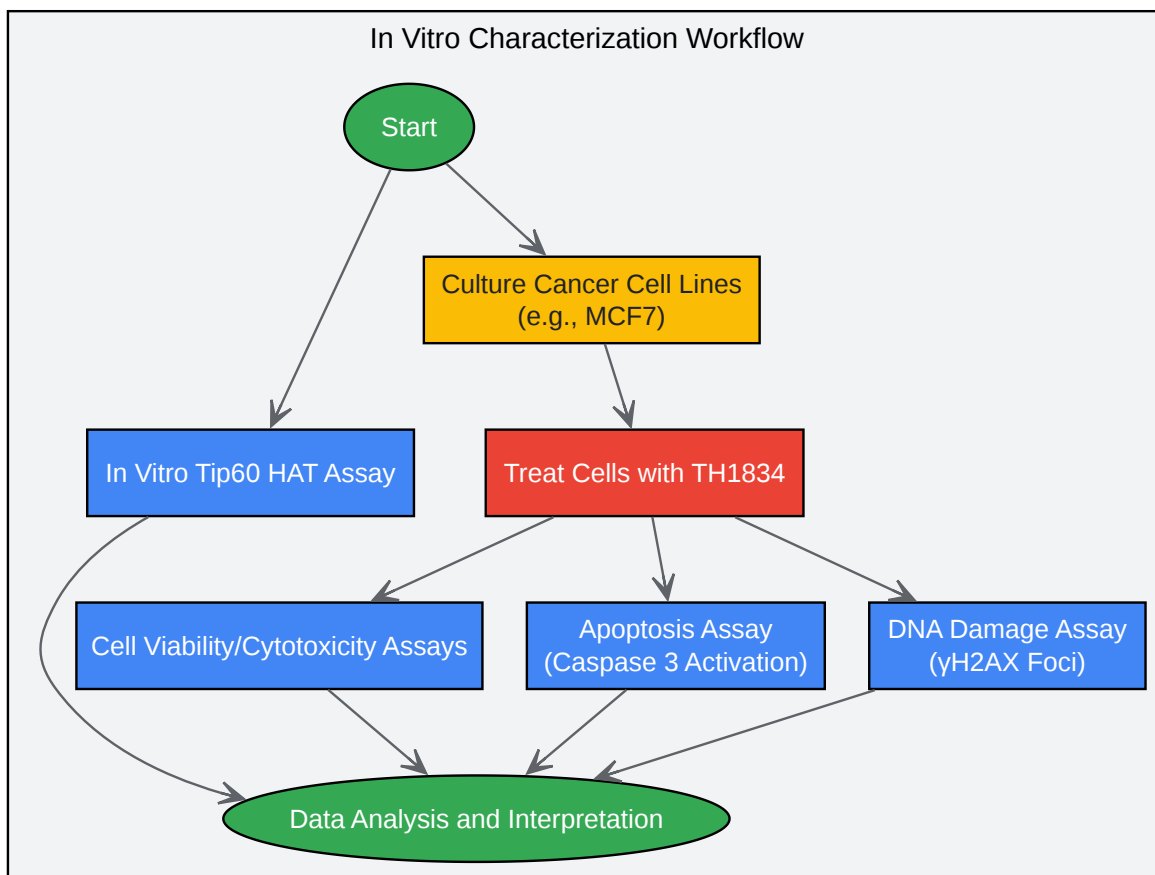 In Vitro Characterization Workflow
Start
Culture Cancer Cell Lines
(e.g., MCF7)
In Vitro Tip60 HAT Assay
Treat Cells with TH1834
Cell Viability/Cytotoxicity Assays
Apoptosis Assay
(Caspase 3 Activation)
DNA Damage Assay
(γH2AX Foci)
Data Analysis and Interpretation